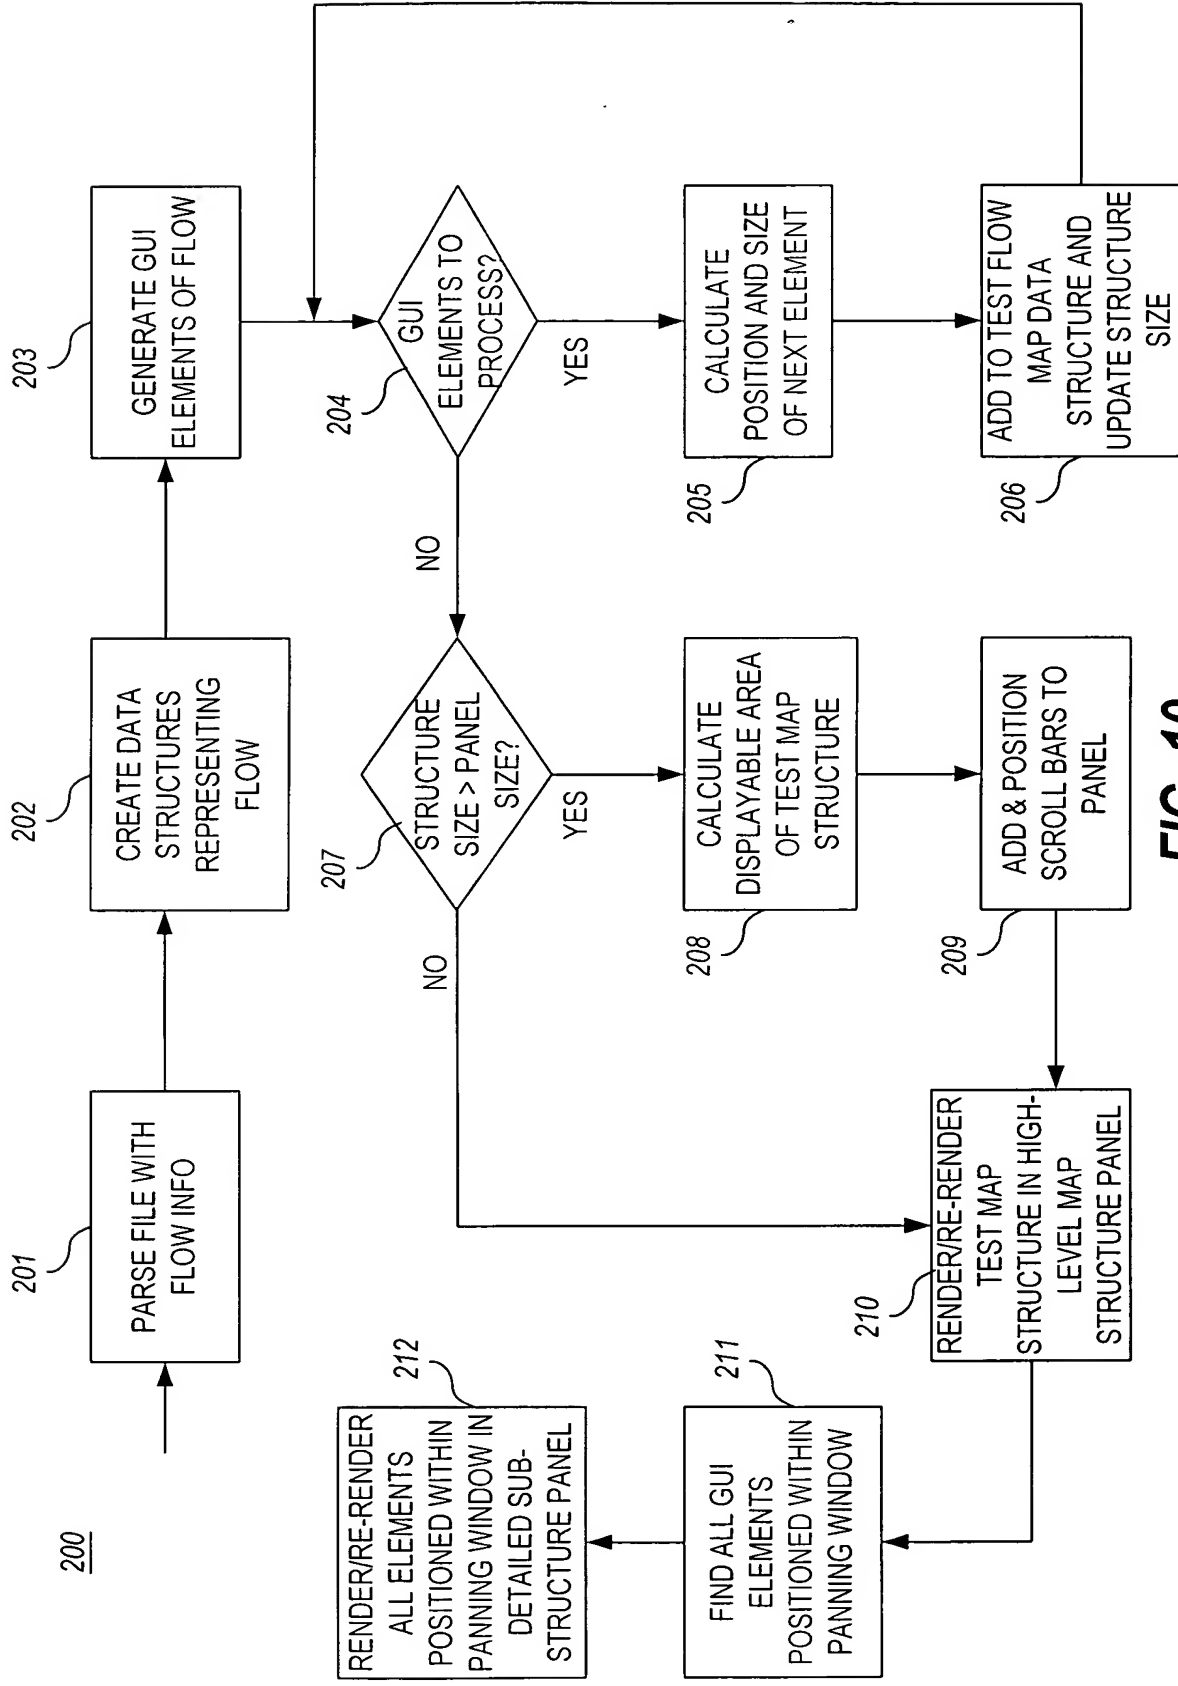 200
201
PARSE FILE WITH
FLOW INFO
202
CREATE DATA
STRUCTURES
REPRESENTING
FLOW
203
GENERATE GUI
ELEMENTS OF FLOW
204
GUI
ELEMENTS TO
PROCESS?
YES
NO
205
CALCULATE
POSITION AND SIZE
OF NEXT ELEMENT
206
ADD TO TEST FLOW
MAP DATA
STRUCTURE AND
UPDATE STRUCTURE
SIZE
207
STRUCTURE
SIZE > PANEL
SIZE?
YES
NO
208
CALCULATE
DISPLAYABLE AREA
OF TEST MAP
STRUCTURE
209
ADD & POSITION
SCROLL BARS TO
PANEL
210
RENDER/RE-RENDER
TEST MAP
STRUCTURE IN HIGH-
LEVEL MAP
STRUCTURE PANEL
211
FIND ALL GUI
ELEMENTS
POSITIONED WITHIN
PANNING WINDOW
212
RENDER/RE-RENDER
ALL ELEMENTS
POSITIONED WITHIN
PANNING WINDOW IN
DETAILED SUB-
STRUCTURE PANEL
FIG.